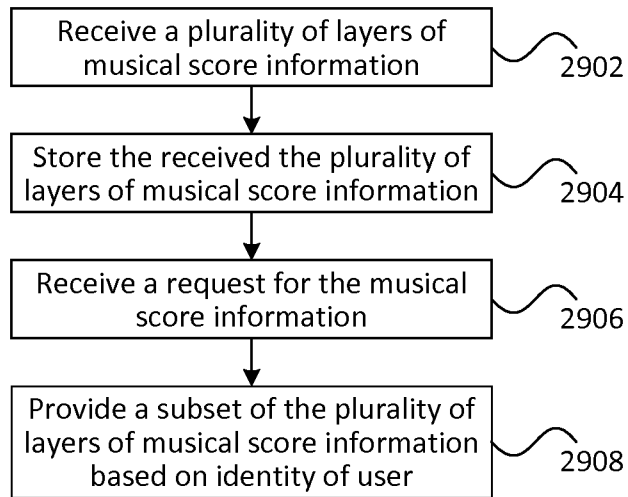 Receive a plurality of layers of
musical score information
2902
Store the received the plurality of
layers of musical score information
2904
Receive a request for the musical
score information
2906
Provide a subset of the plurality of
layers of musical score information
based on identity of user
2908